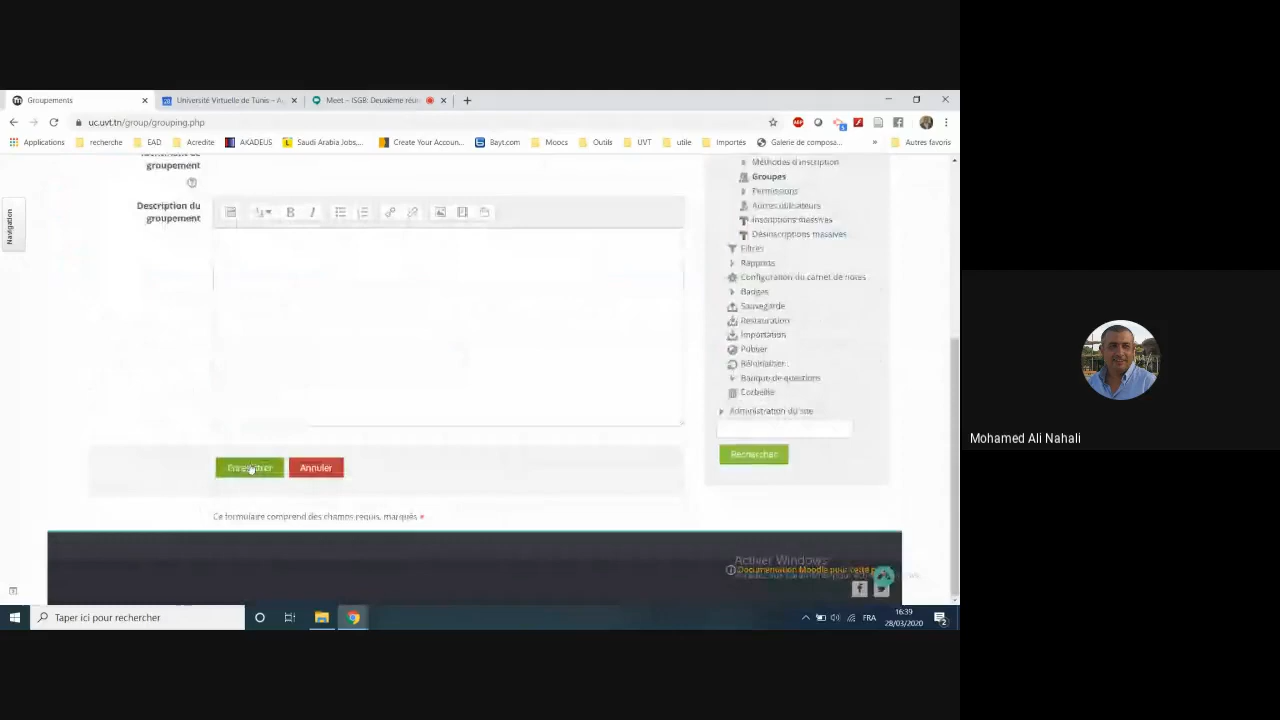 Groupements
Université Virtuelle de Tunis – A
Meet – ISGB: Deuxième réu
uc.uvt.tn/group/grouping.php
Applications
recherche
EAD
Acredite
AKADEUS
Saudi Arabia Jobs,...
Create Your Accoun...
Bayt.com
Moocs
Outils
UVT
utile
Importés
Galerie de composa...
»
Autres favoris
Navigation
groupement
Description du
groupement
B I
Méthodes d'inscription
Groupes
Permissions
Autres utilisateurs
Inscriptions massives
Désinscriptions massives
Filtres
Rapports
Configuration du carnet de notes
Badges
Sauvegarde
Restauration
Importation
Publier
Réinitialiser
Banque de questions
Corbeille
Administration du site
Rechercher
Enregistrer
Annuler
Ce formulaire comprend des champs requis, marqués *
Activer Windows
Documentation Moodle pour cette
Taper ici pour rechercher
FRA
16:39
28/03/2020
2
Mohamed Ali Nahali